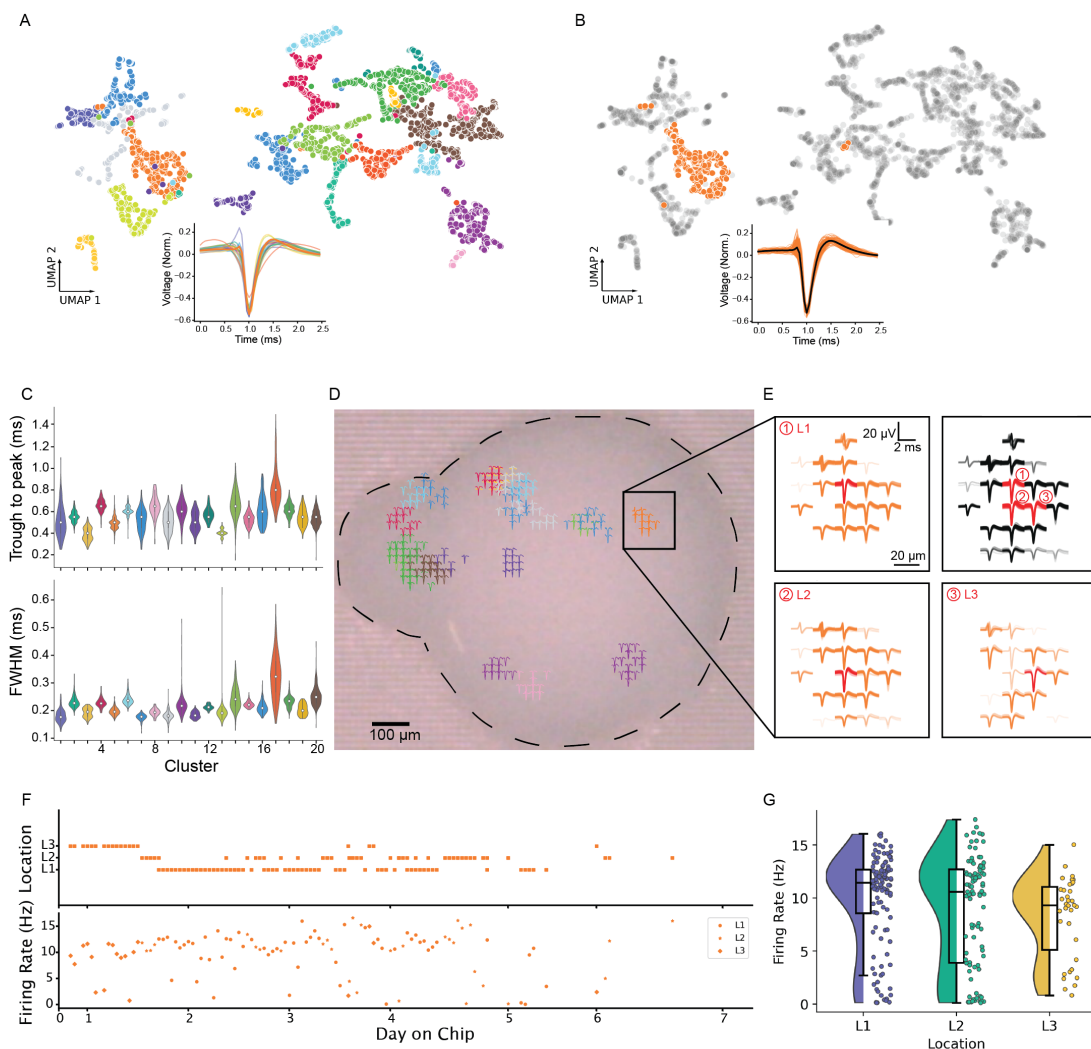 A
B
UMAP 2
UMAP 1
Voltage (Norm.)
0.2
0.0
−0.2
−0.4
−0.6
0.0 0.5 1.0 1.5 2.0 2.5
Time (ms)
UMAP 2
UMAP 1
Voltage (Norm.)
0.2
0.0
−0.2
−0.4
−0.6
0.0 0.5 1.0 1.5 2.0 2.5
Time (ms)
C
Trough to peak (ms)
1.4
1.2
1.0
0.8
0.6
0.4
0.2
FWHM (ms)
0.6
0.5
0.4
0.3
0.2
0.1
4 8 12 16 20
Cluster
D
100 µm
E
① L1
20 µV
2 ms
20 µm
①
② ③
② L2
③ L3
F
Location
L3
L2
L1
Firing Rate (Hz)
15
10
5
0
L1
L2
L3
0 1 2 3 4 5 6 7
Day on Chip
G
Firing Rate (Hz)
15
10
5
0
L1 L2 L3
Location